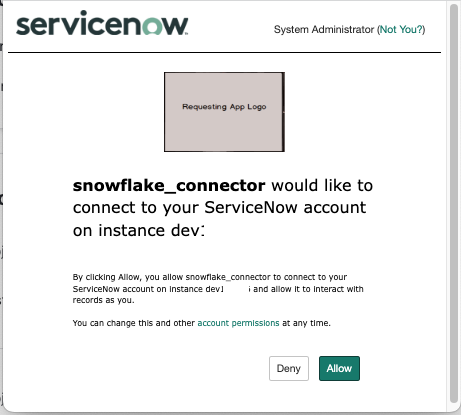 servicenow
System Administrator (Not You?)
Requesting App Logo
snowflake_connector would like to
connect to your ServiceNow account
on instance dev
By clicking Allow, you allow snowflake_connector to connect to your
ServiceNow account on instance dev and allow it to interact with
records as you.
You can change this and other account permissions at any time.
Deny
Allow